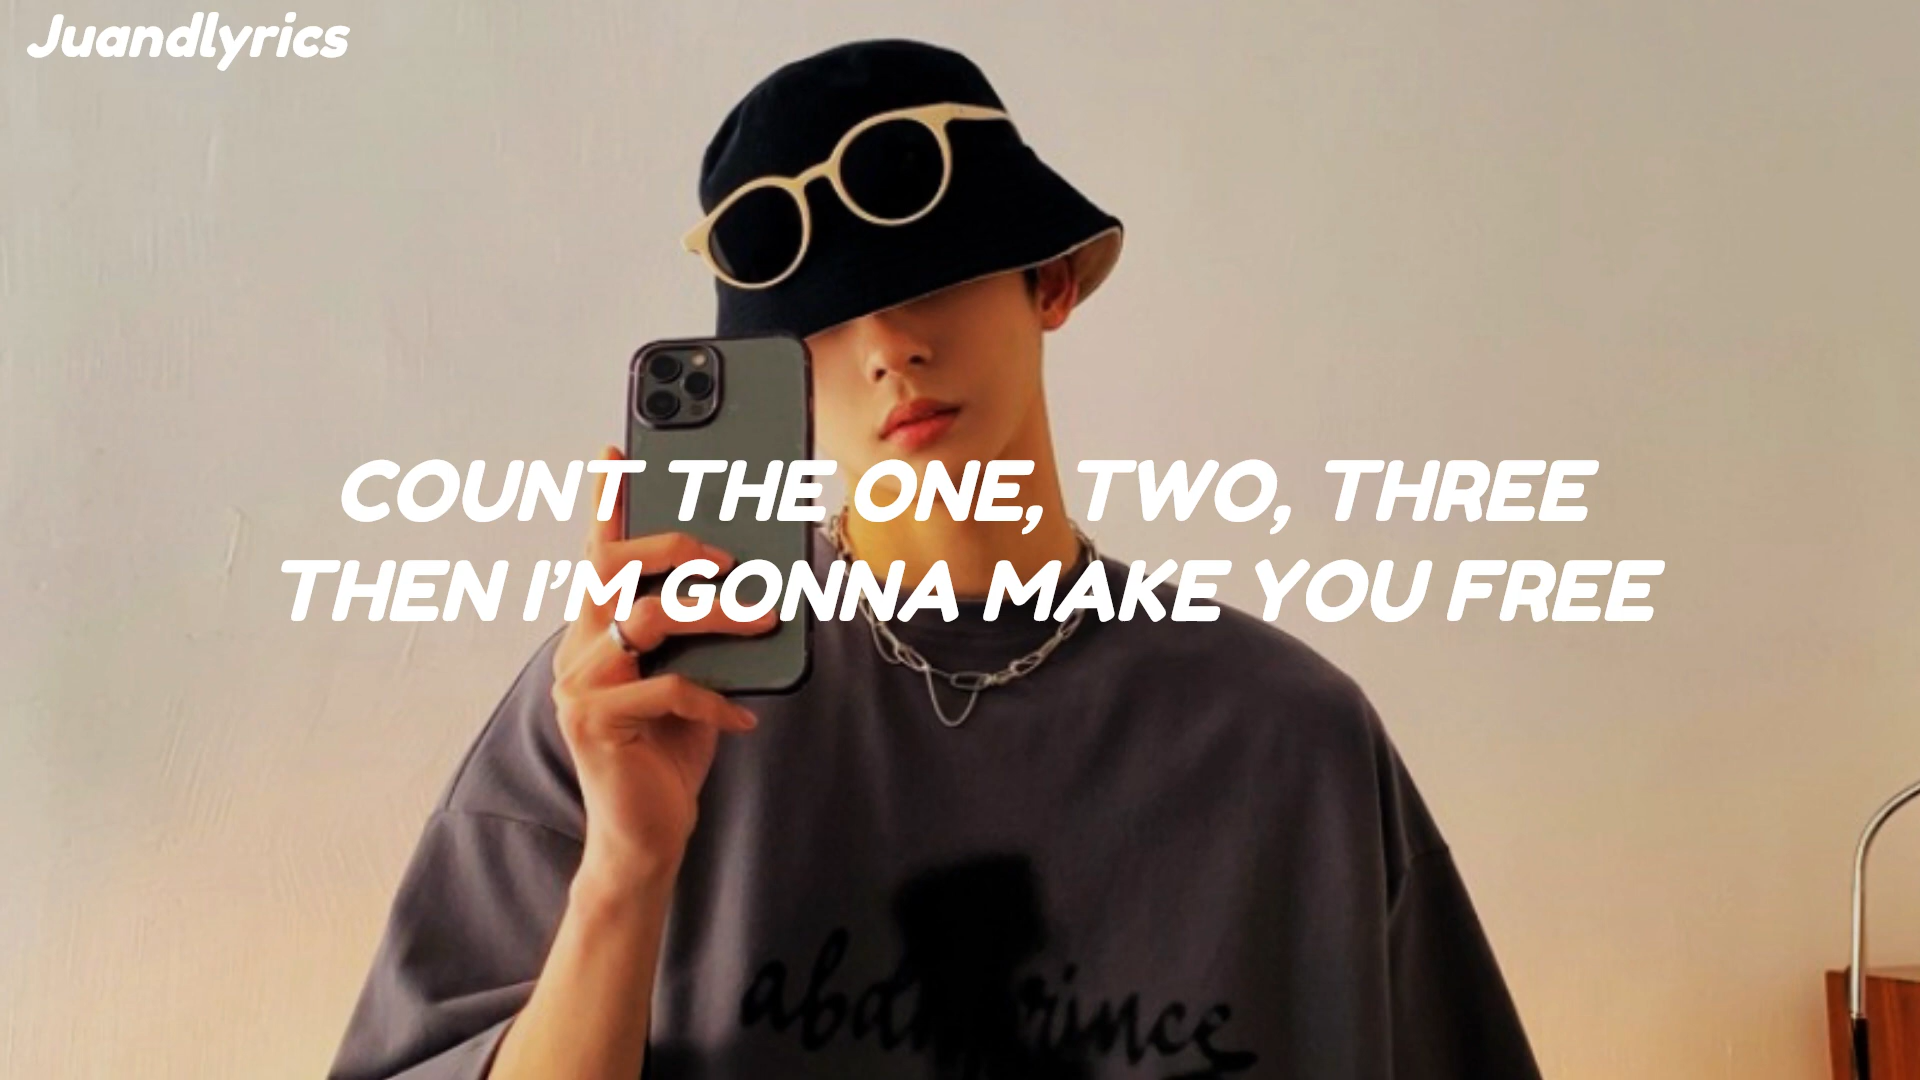 Juandlyrics
COUNT THE ONE, TWO, THREE
THEN I'M GONNA MAKE YOU FREE